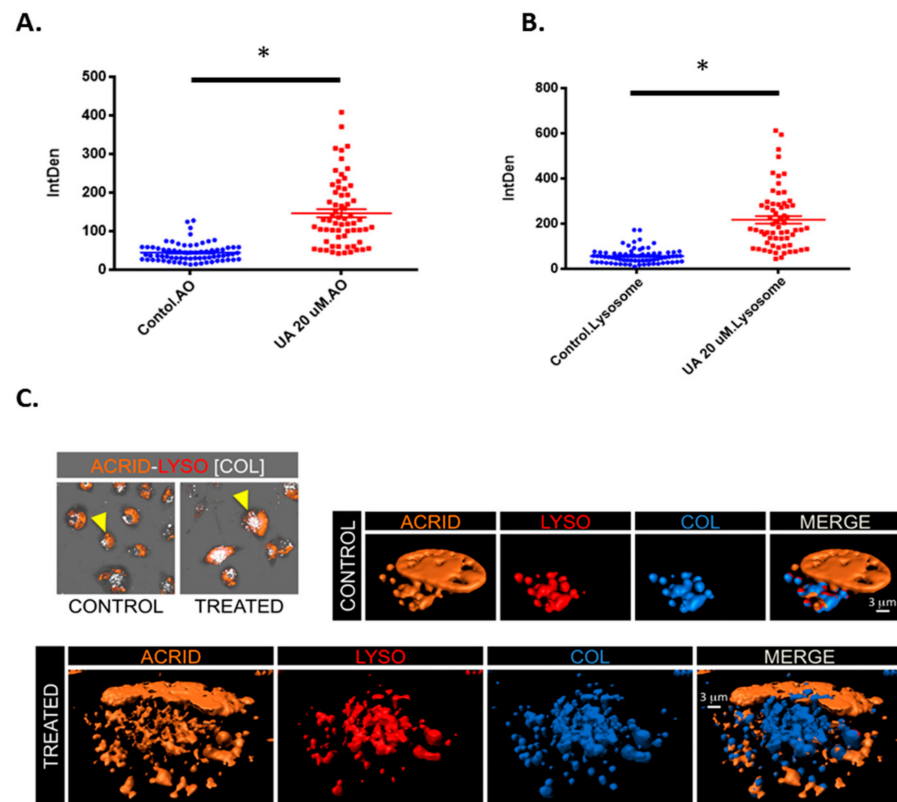 A.
*
500
400
300
200
100
0
IntDen
Contol.AO
UA 20 uM.AO
B.
*
800
600
400
200
0
IntDen
Control.Lysosome
UA 20 uM.Lysosome
C.
ACRID-LYSO [COL]
CONTROL TREATED
CONTROL
ACRID LYSO COL MERGE
3 μm
TREATED
ACRID LYSO COL MERGE
3 μm